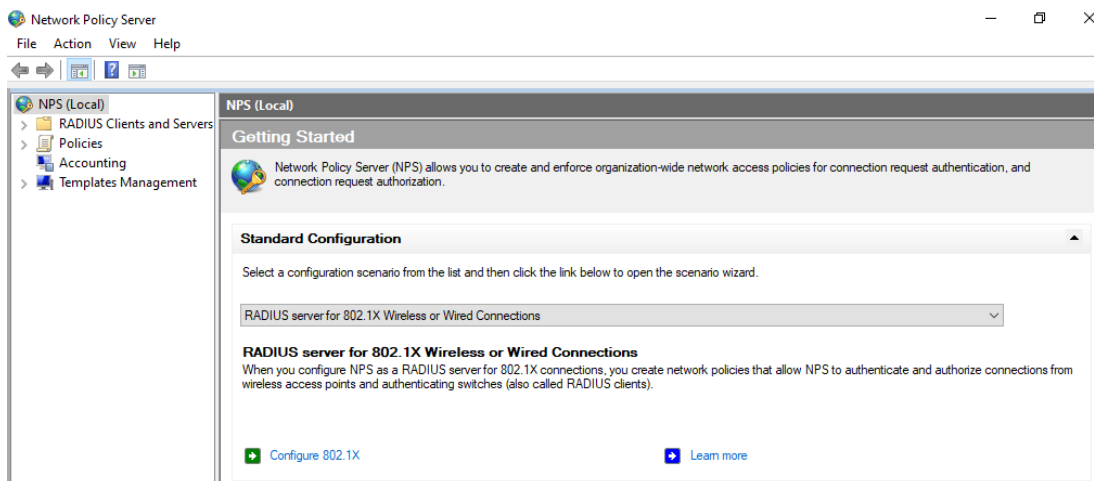 Network Policy Server
File Action View Help
NPS (Local)
RADIUS Clients and Servers
Policies
Accounting
Templates Management
NPS (Local)
Getting Started
Network Policy Server (NPS) allows you to create and enforce organization-wide network access policies for connection request authentication, and
connection request authorization.
Standard Configuration
Select a configuration scenario from the list and then click the link below to open the scenario wizard.
RADIUS server for 802.1X Wireless or Wired Connections
RADIUS server for 802.1X Wireless or Wired Connections
When you configure NPS as a RADIUS server for 802.1X connections, you create network policies that allow NPS to authenticate and authorize connections from
wireless access points and authenticating switches (also called RADIUS clients).
Configure 802.1X
Learn more